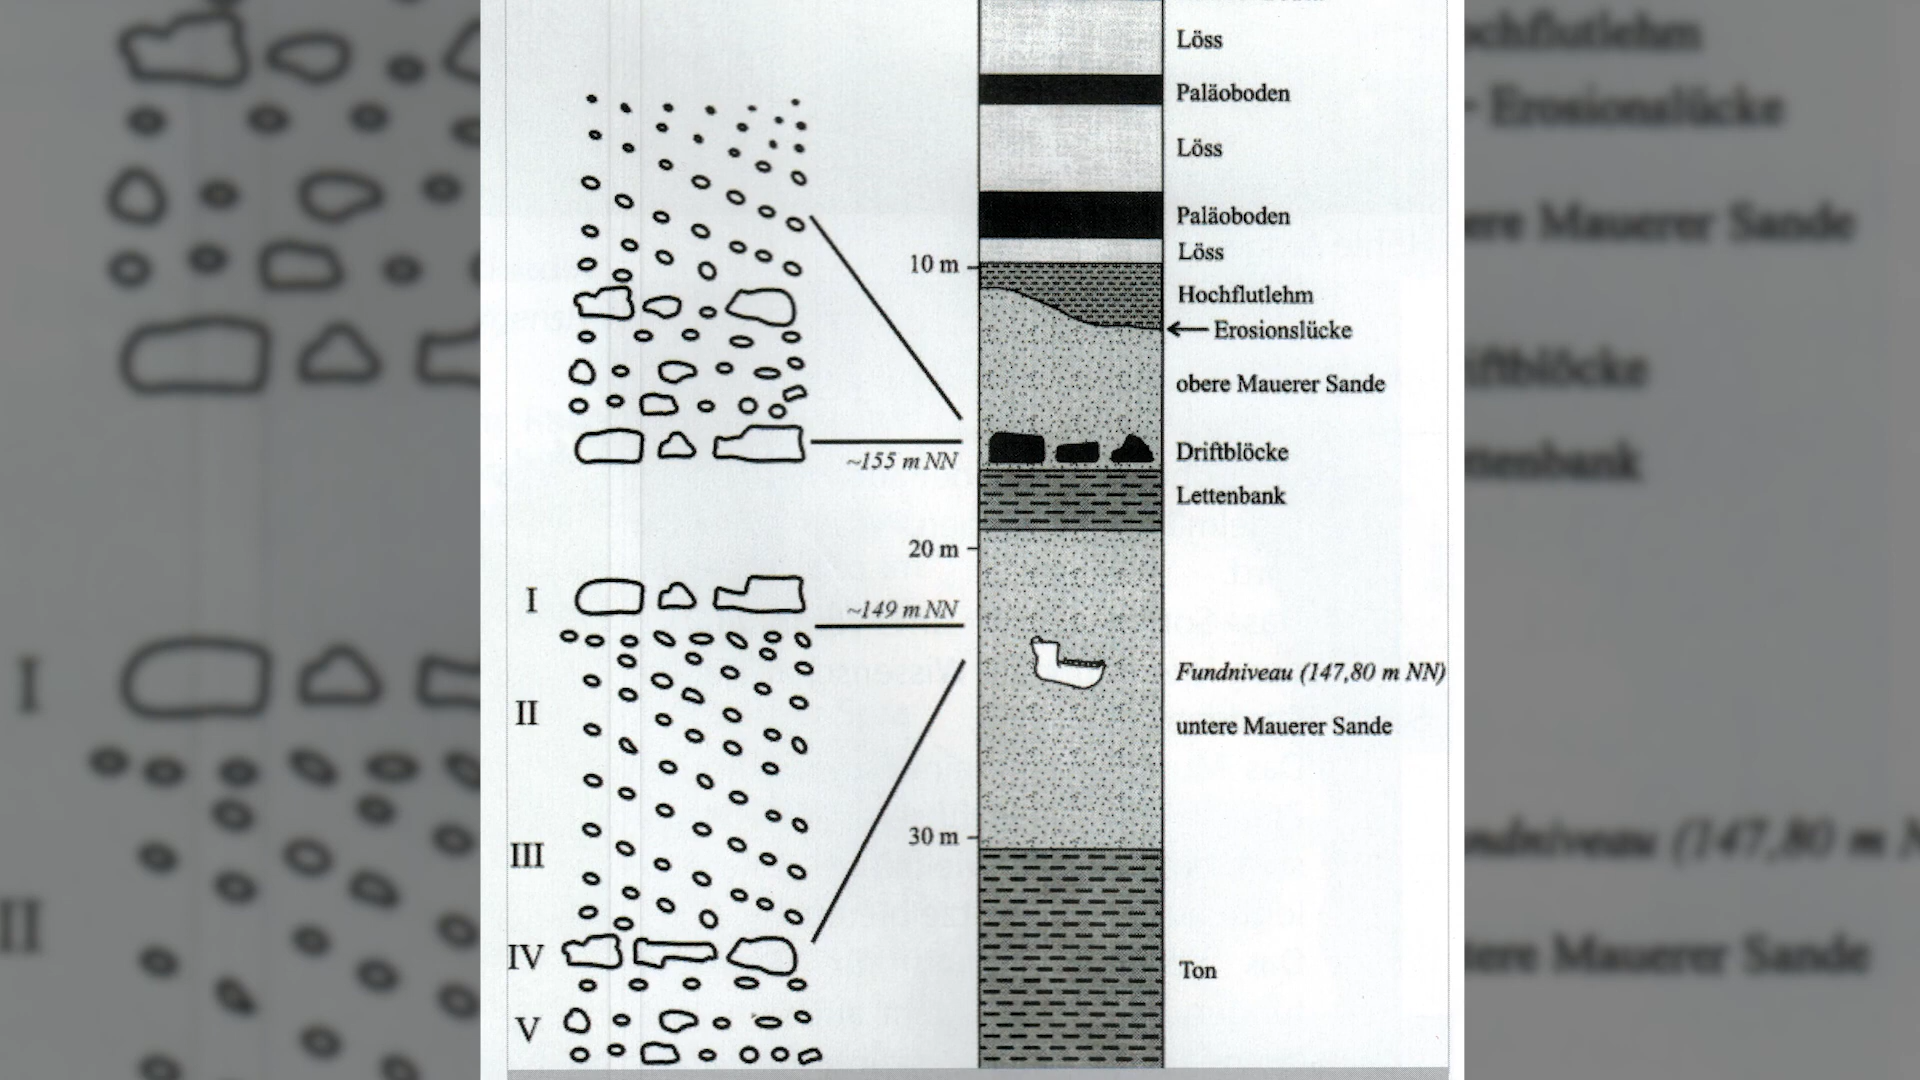 Löss
Paläoboden
Löss
Paläoboden
Löss
10 m
Hochflutlehm
Erosionslücke
obere Mauerer Sande
Driftblöcke
~155 m NN
Lettenbank
20 m
I
~149 m NN
Fundniveau (147,80 m NN)
II
untere Mauerer Sande
30 m
III
IV
Ton
V